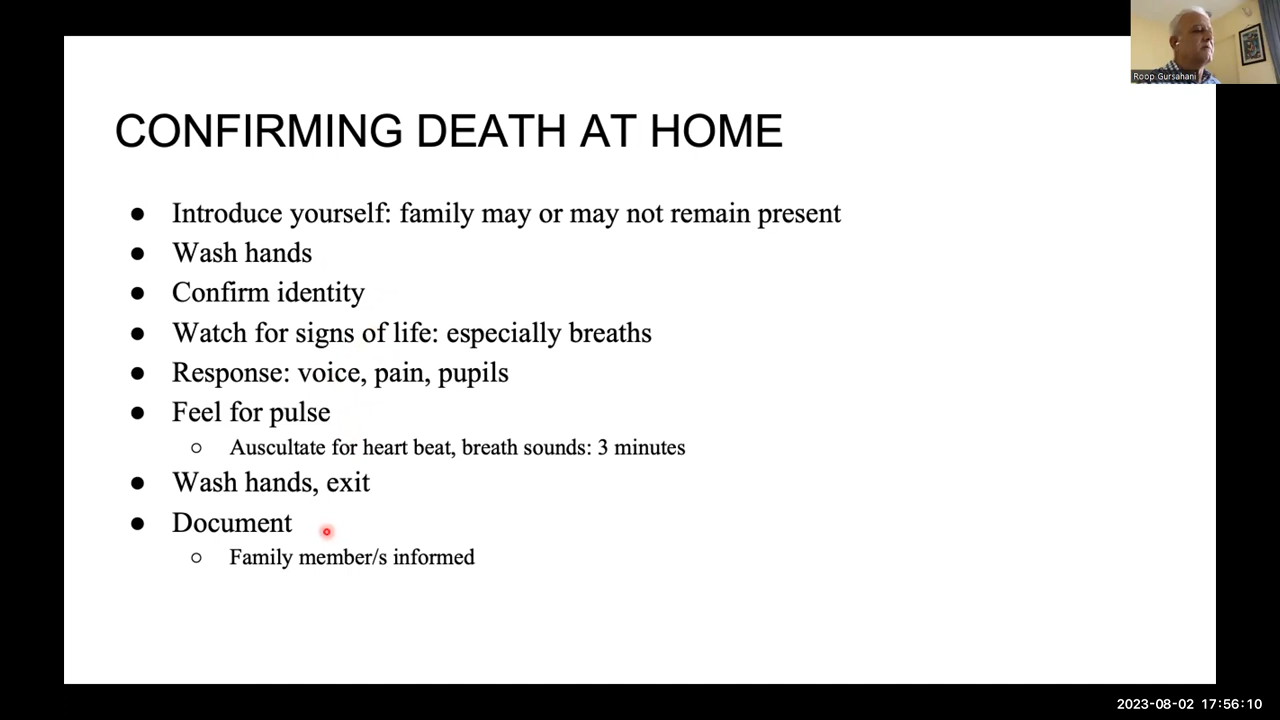 Roop Gursahani
CONFIRMING DEATH AT HOME
● Introduce yourself: family may or may not remain present
● Wash hands
● Confirm identity
● Watch for signs of life: especially breaths
● Response: voice, pain, pupils
● Feel for pulse
○ Auscultate for heart beat, breath sounds: 3 minutes
● Wash hands, exit
● Document
○ Family member/s informed
2023-08-02 17:56:10